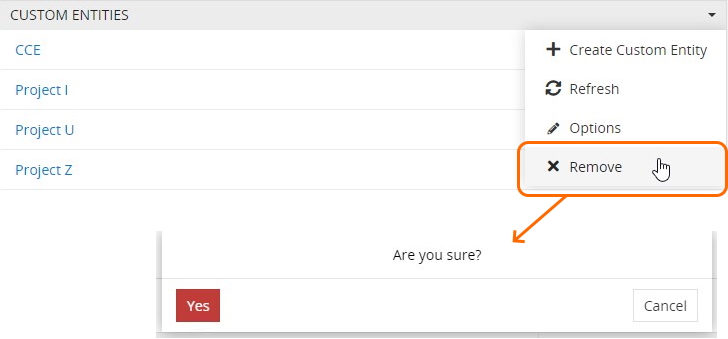 CUSTOM ENTITIES
CCE
Create Custom Entity
Project I
Refresh
Project U
Options
Project Z
Remove
Are you sure?
Yes
Cancel